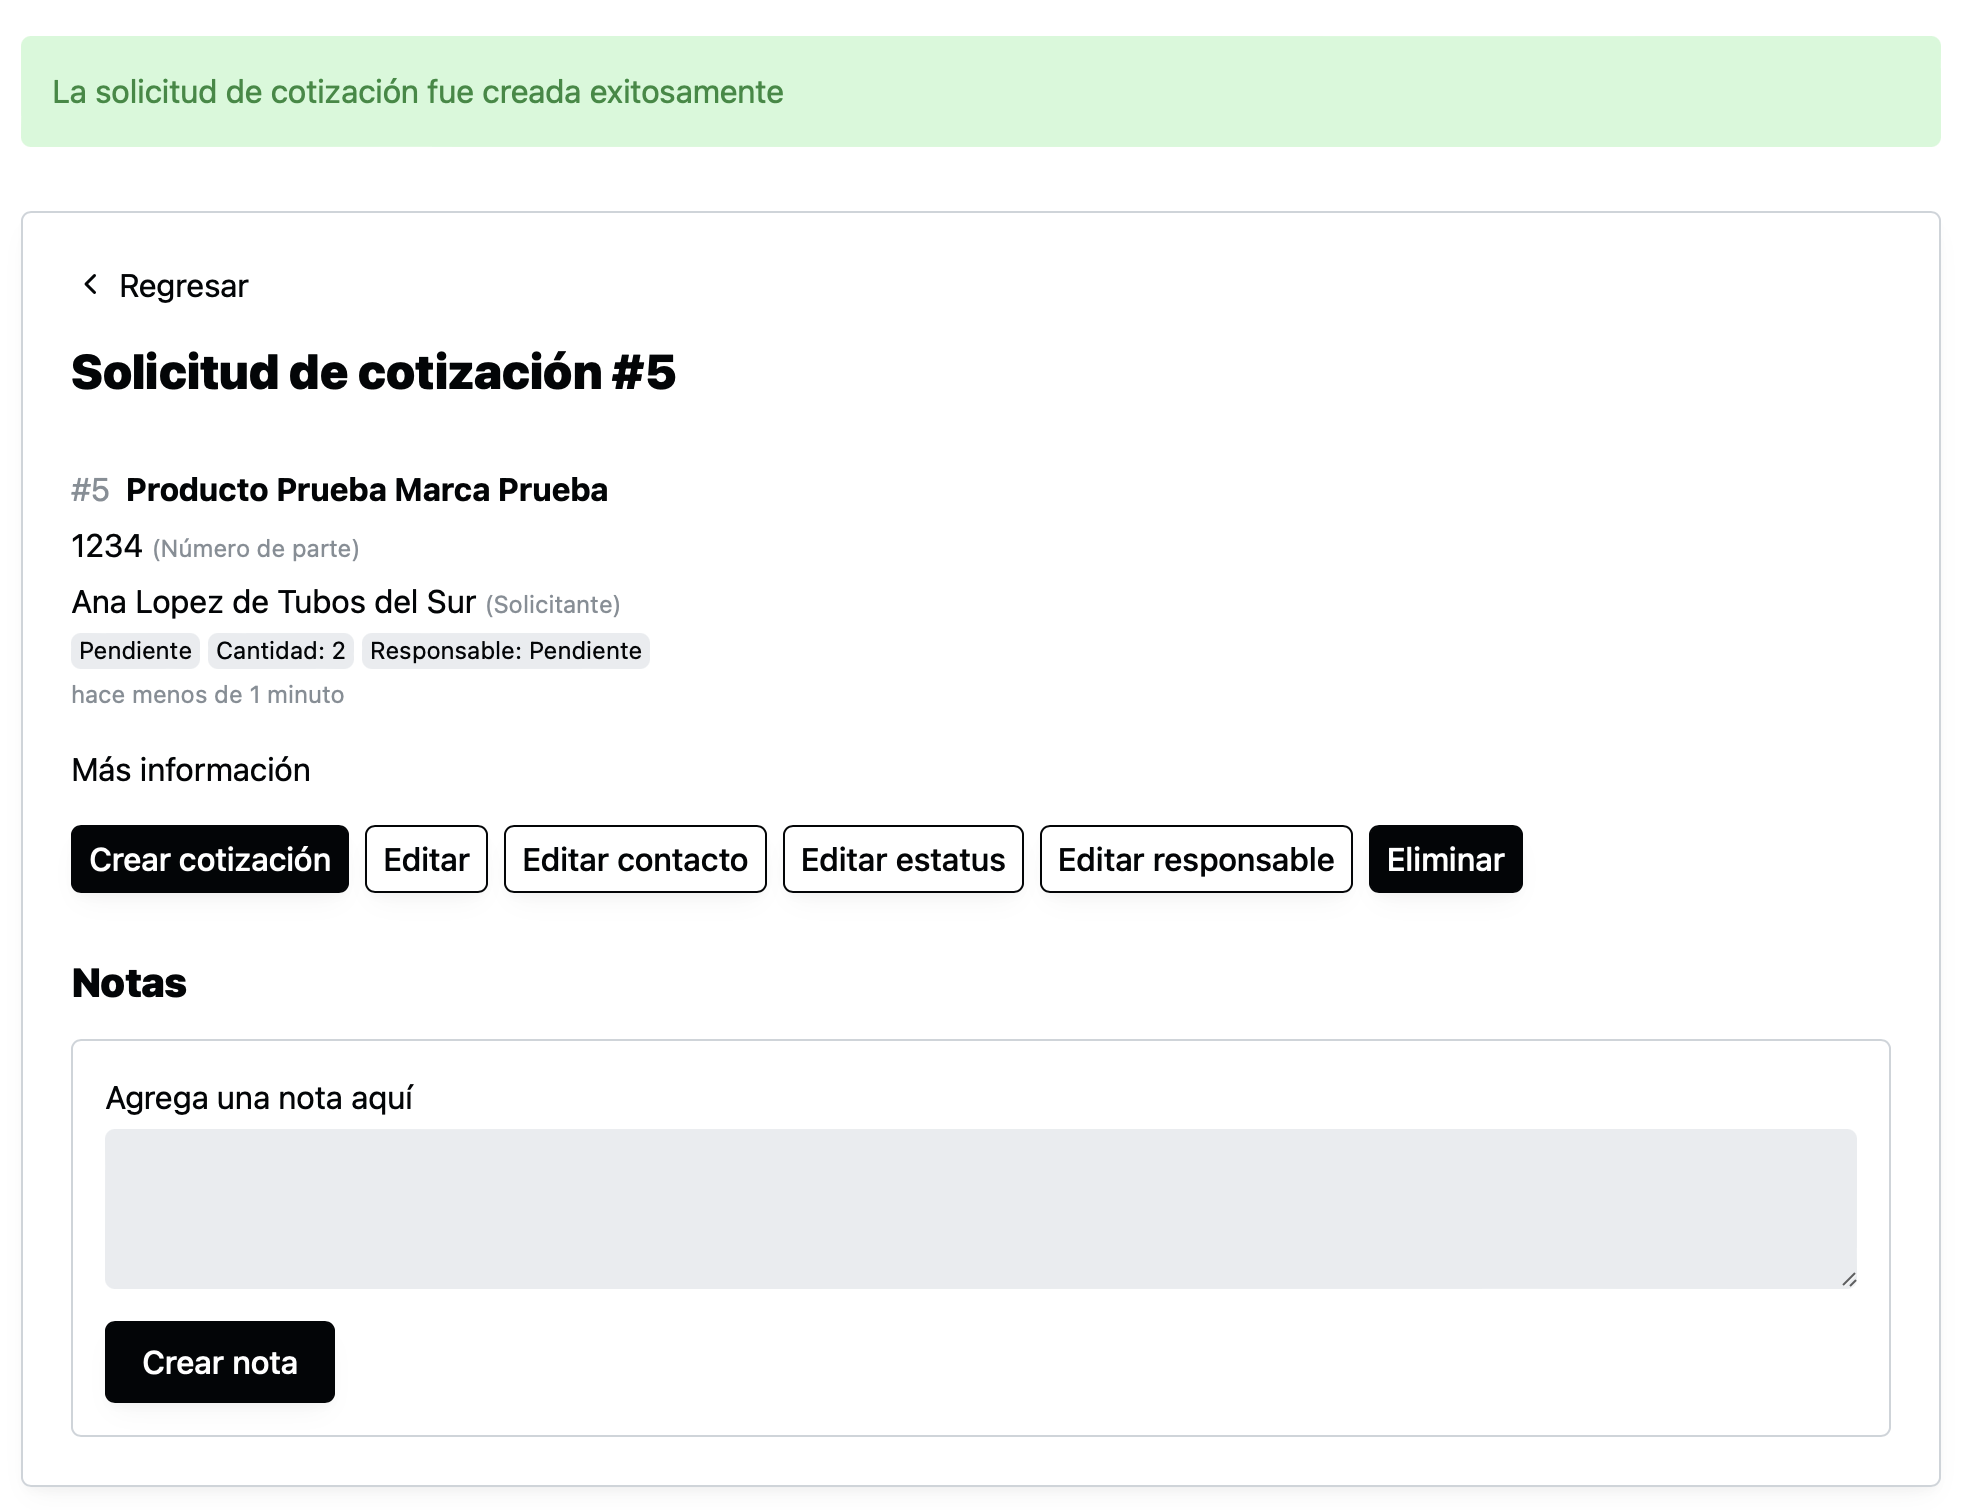 La solicitud de cotización fue creada exitosamente
Regresar
Solicitud de cotización #5
#5 Producto Prueba Marca Prueba
1234 (Número de parte)
Ana Lopez de Tubos del Sur (Solicitante)
Pendiente Cantidad: 2 Responsable: Pendiente
hace menos de 1 minuto
Más información
Crear cotización Editar Editar contacto Editar estatus Editar responsable Eliminar
Notas
Agrega una nota aquí
Crear nota